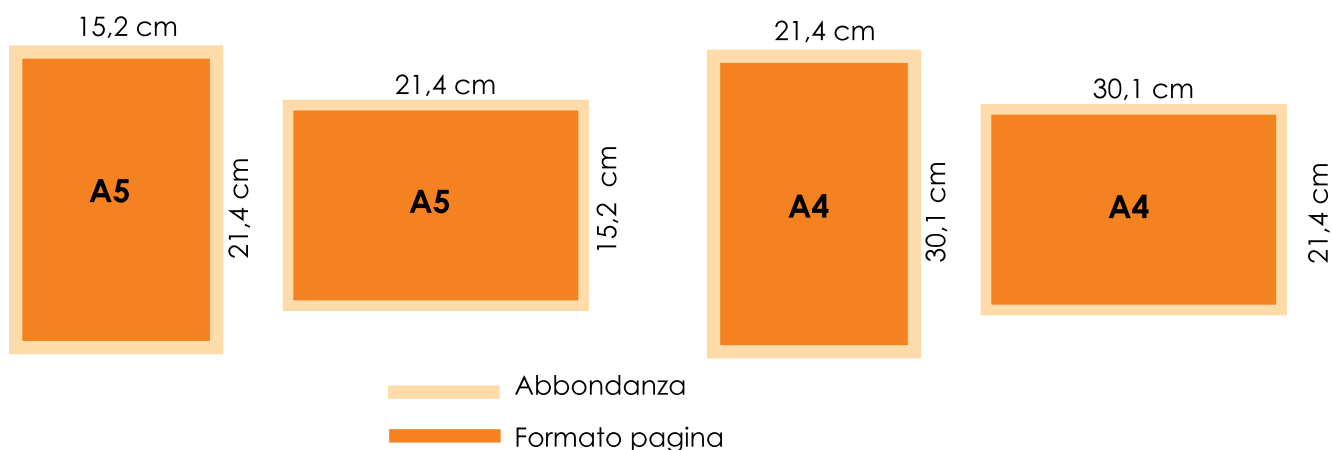 15,2 cm
A5
21,4 cm
21,4 cm
A5
15,2 cm
21,4 cm
A4
30,1 cm
30,1 cm
A4
21,4 cm
Abbondanza
Formato pagina